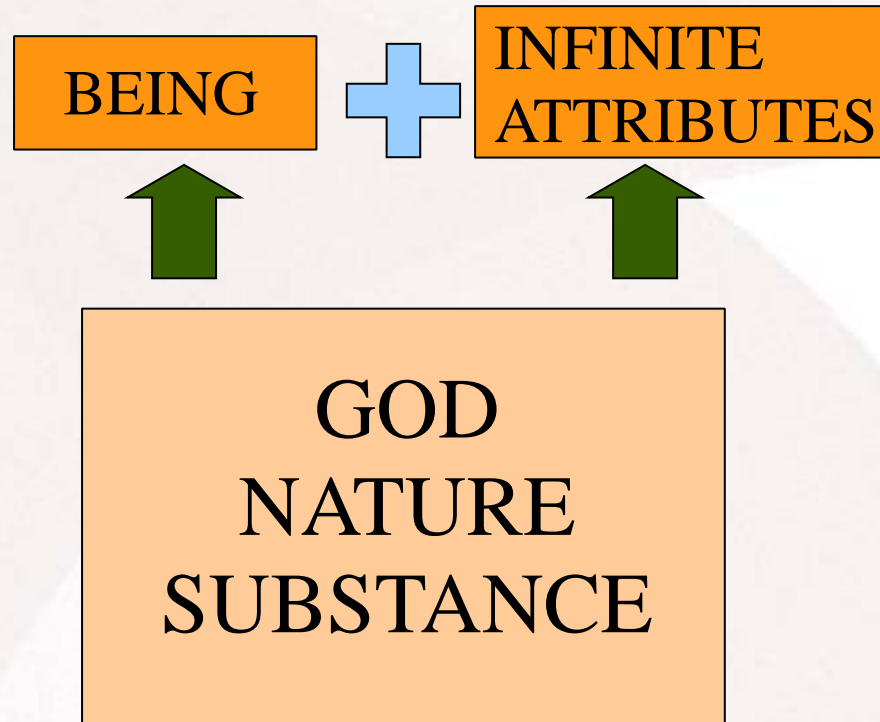 BEING
INFINITE
ATTRIBUTES
GOD
NATURE
SUBSTANCE